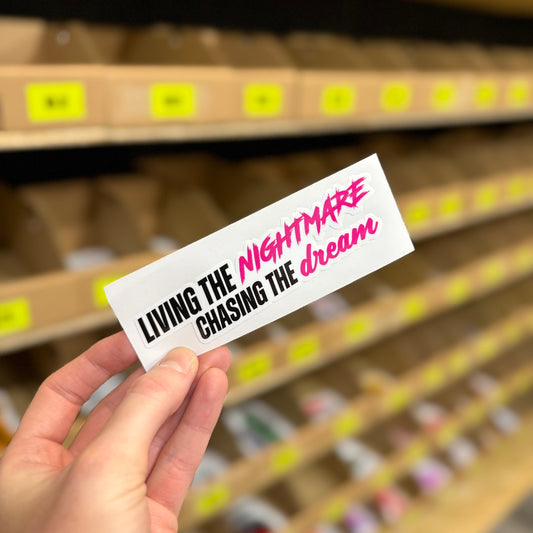 LIVING THE NIGHTMARE
CHASING THE dream